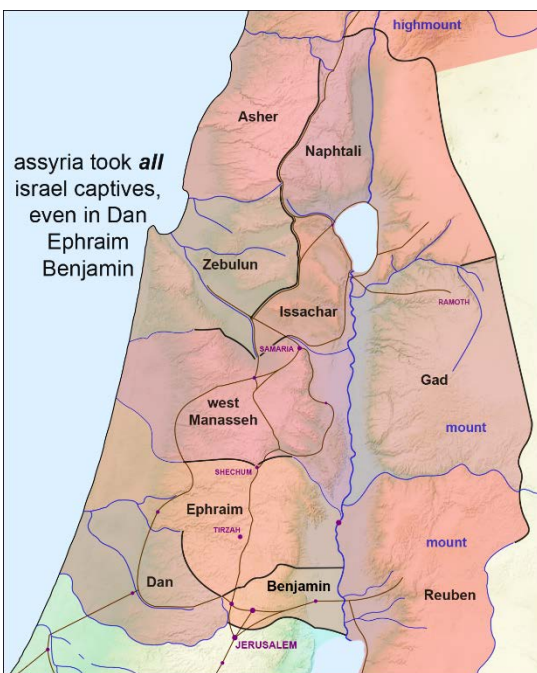 highmount
Asher
Naphtali
assyria took all
israel captives,
even in Dan
Ephraim
Benjamin
Zebulun
Issachar
RAMOTH
SAMARIA
Gad
west
Manasseh
mount
SHECHUM
Ephraim
TIRZAH
mount
Dan
Benjamin
Reuben
JERUSALEM